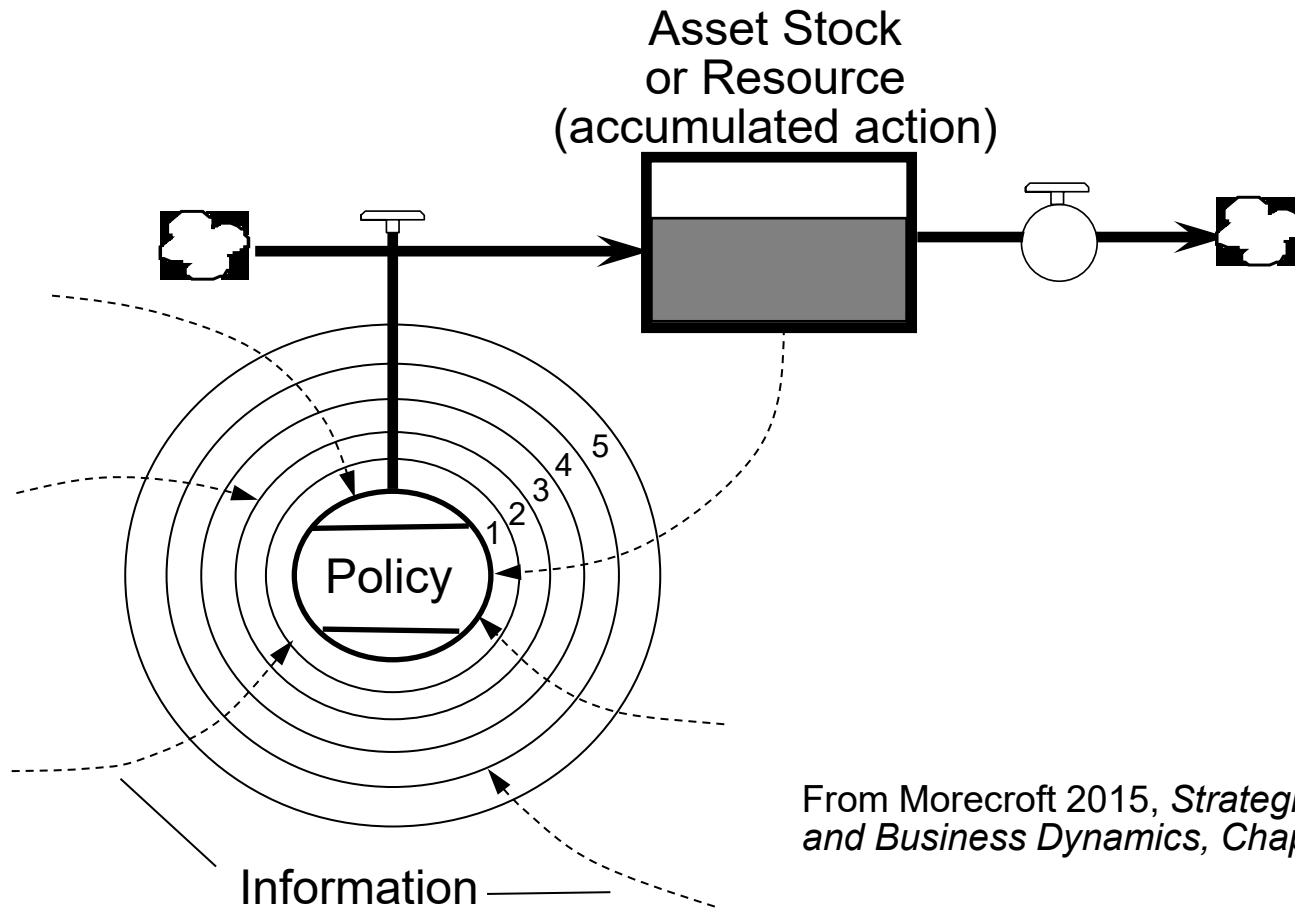 Asset Stock
or Resource
(accumulated action)
5
4
3
2
1
Policy
From Morecroft 2015,
and Business Dynamics,
Information